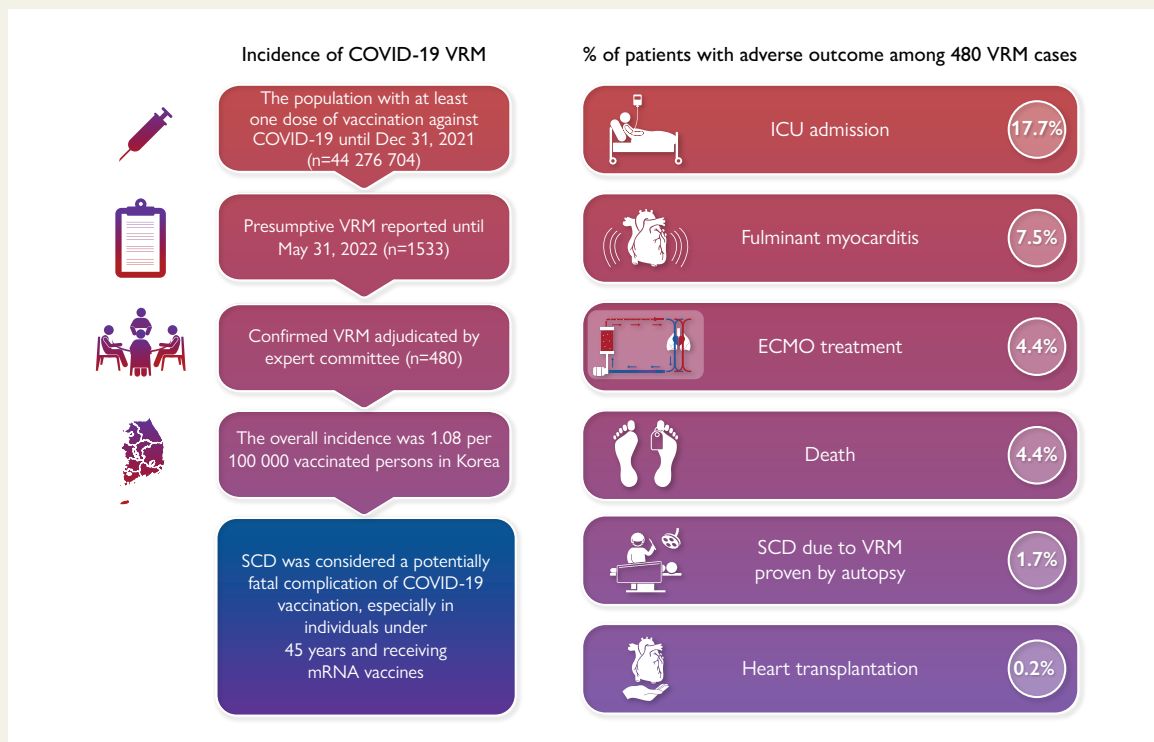 Incidence of COVID-19 VRM
The population with at least
one dose of vaccination against
COVID-19 until Dec 31, 2021
(n=44 276 704)
Presumptive VRM reported until
May 31, 2022 (n=1533)
Confirmed VRM adjudicated by
expert committee (n=480)
The overall incidence was 1.08 per
100 000 vaccinated persons in Korea
SCD was considered a potentially
fatal complication of COVID-19
vaccination, especially in
individuals under
45 years and receiving
mRNA vaccines
% of patients with adverse outcome among 480 VRM cases
ICU admission
17.7%
Fulminant myocarditis
7.5%
ECMO treatment
4.4%
Death
4.4%
SCD due to VRM
proven by autopsy
1.7%
Heart transplantation
0.2%